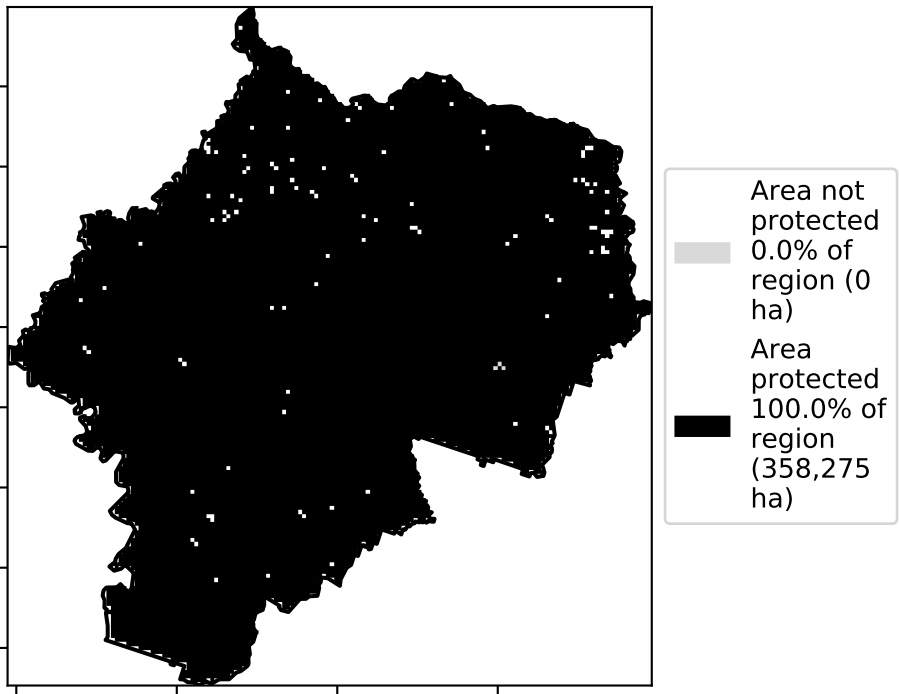 Area not
protected
0.0% of
region (0
ha)
Area
protected
100.0% of
region
(358,275
ha)